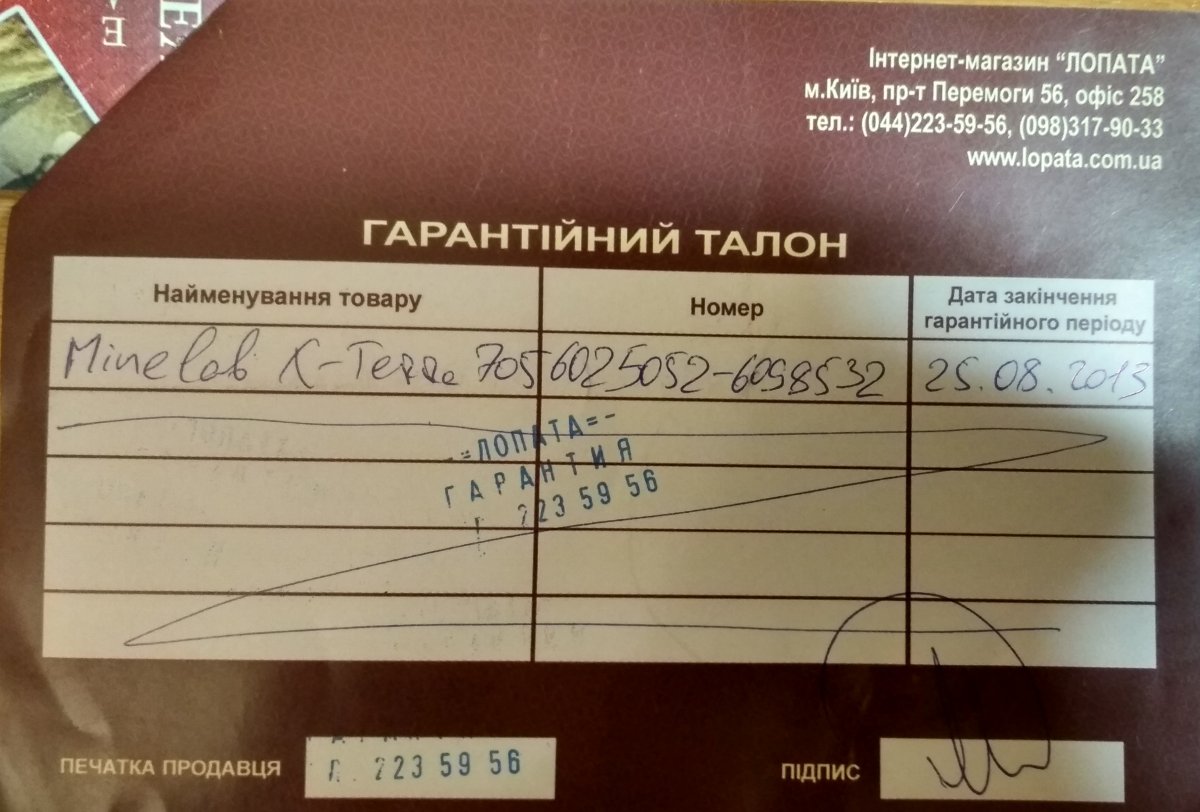 Інтернет-магазин “ЛОПАТА”
м.Київ, пр-т Перемоги 56, офіс 258
тел.: (044)223-59-56, (098)317-90-33
www.lopata.com.ua
ГАРАНТІЙНИЙ ТАЛОН
Найменування товару
Номер
Дата закінчення
гарантійного періоду
Minelab X-Terra 705 6025052-6098532 25.08.2013
-=ЛОПАТА=-
ГАРАНТИЯ
223 59 56
ПЕЧАТКА ПРОДАВЦЯ
223 59 56
ПІДПИС